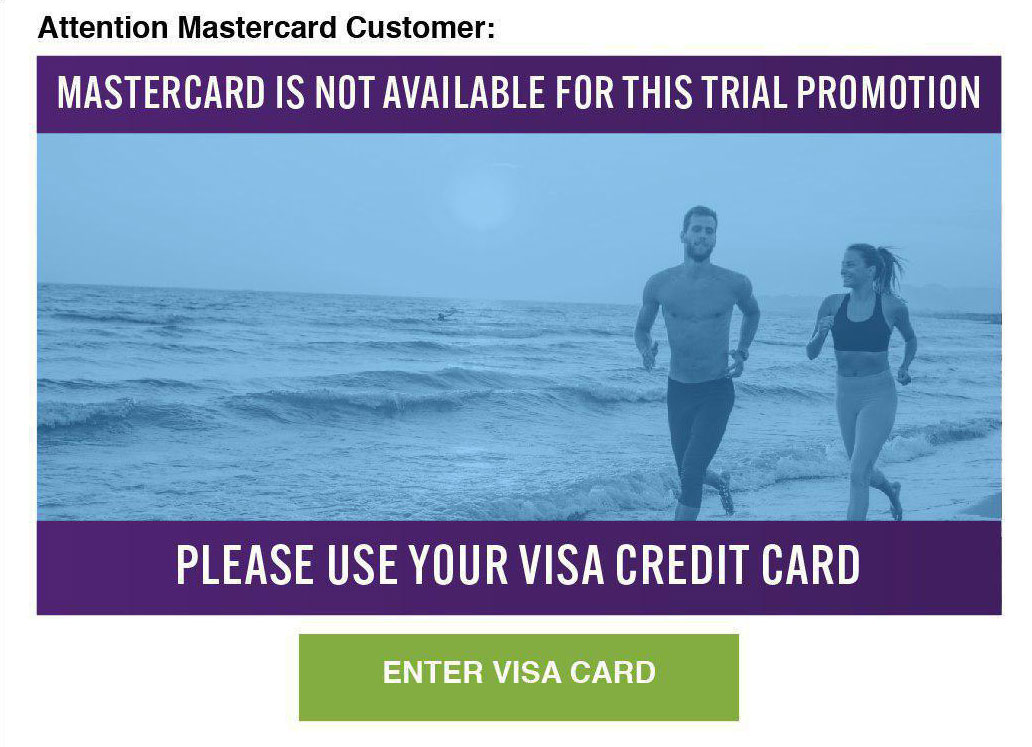 Attention Mastercard Customer:
MASTERCARD IS NOT AVAILABLE FOR THIS TRIAL PROMOTION
PLEASE USE YOUR VISA CREDIT CARD
ENTER VISA CARD